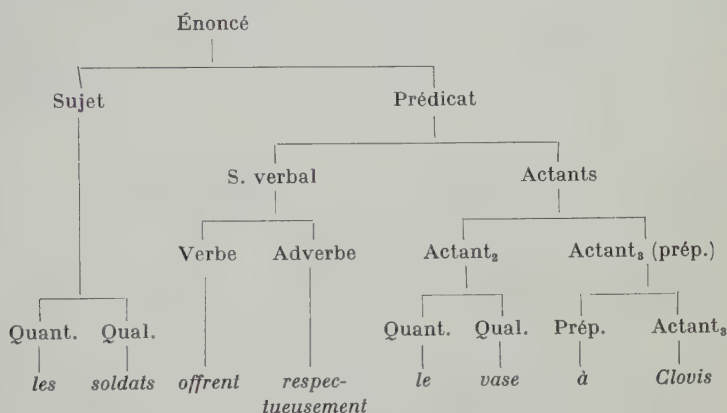 Énoncé
Sujet Prédicat
S. verbal Actants
Verbe Adverbe Actant₂ Actant₃ (prép.)
Quant. Qual. Quant. Qual. Prép. Actant₃
les soldats offrent respec- le vase à Clovis
tueusement